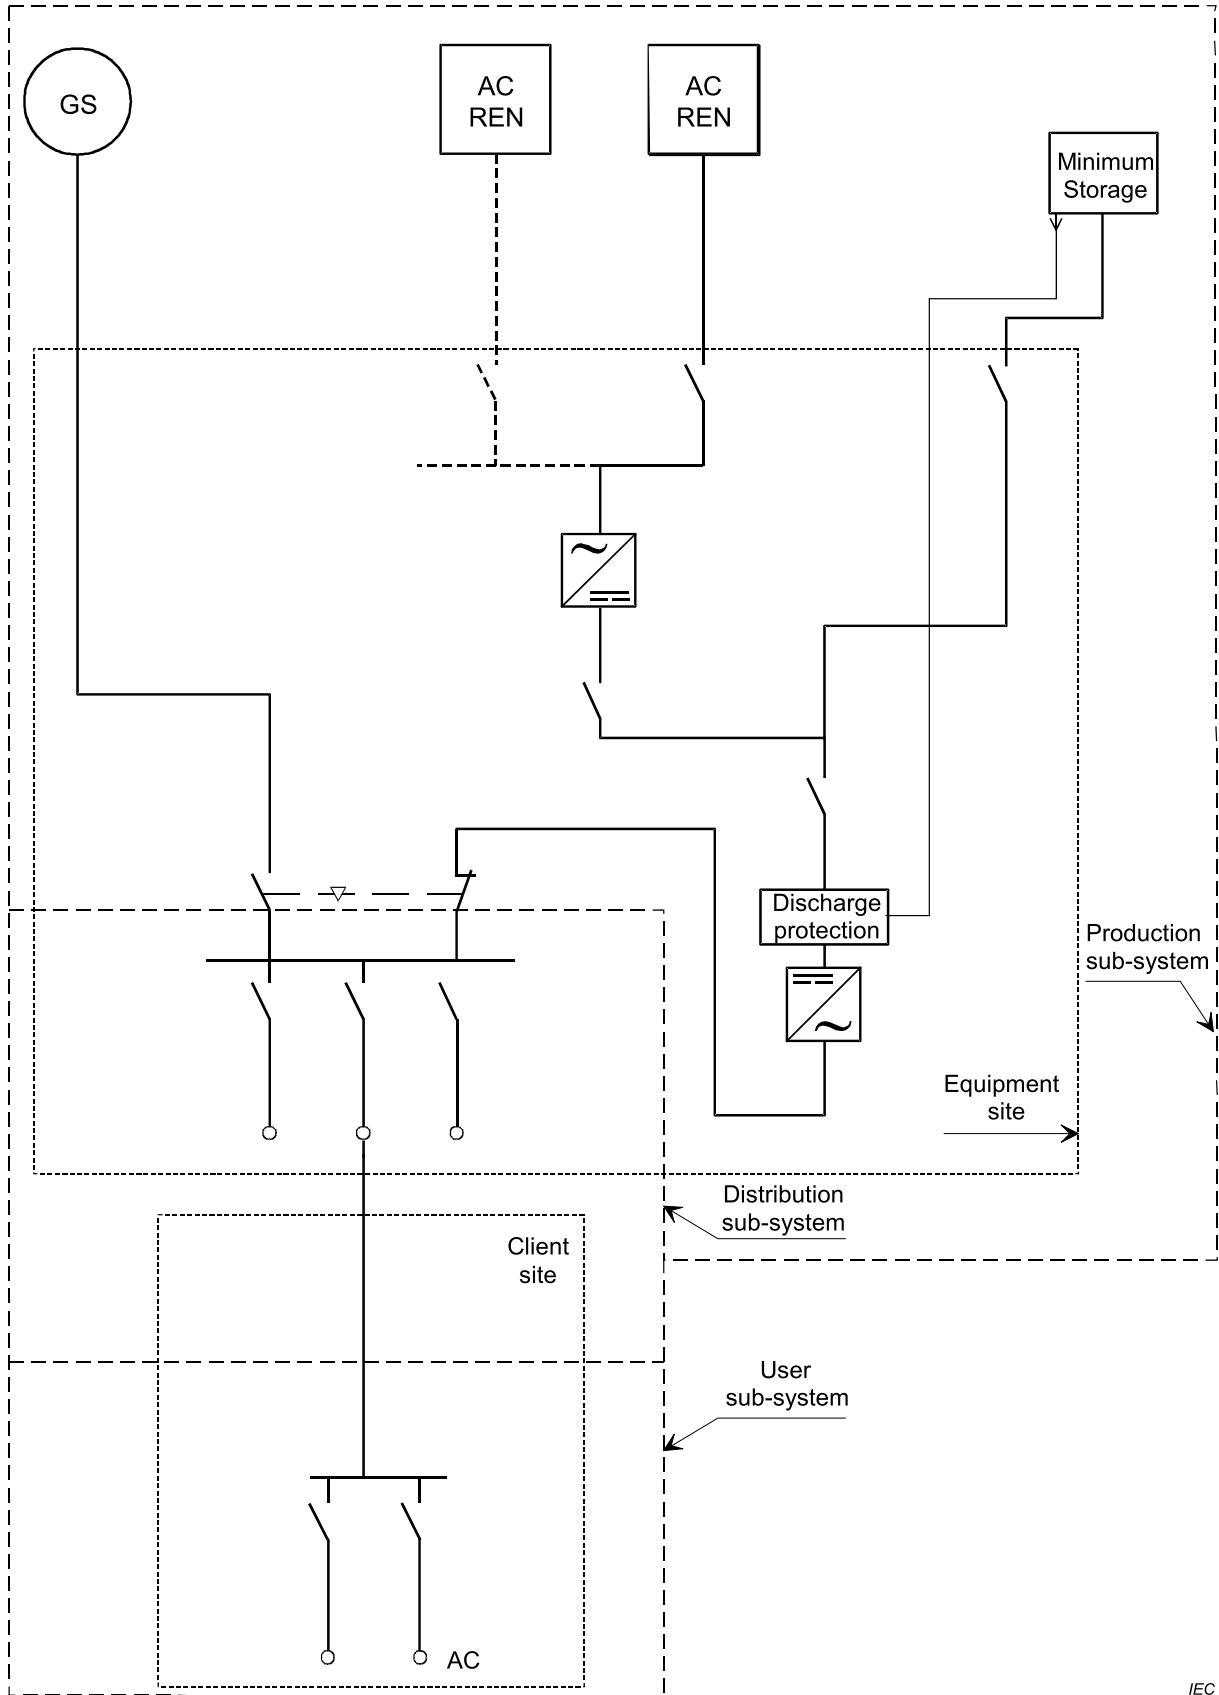 GS
AC
REN
AC
REN
Minimum
Storage
Discharge
protection
Production
sub-system
Equipment
site
Distribution
sub-system
Client
site
User
sub-system
AC
IEC